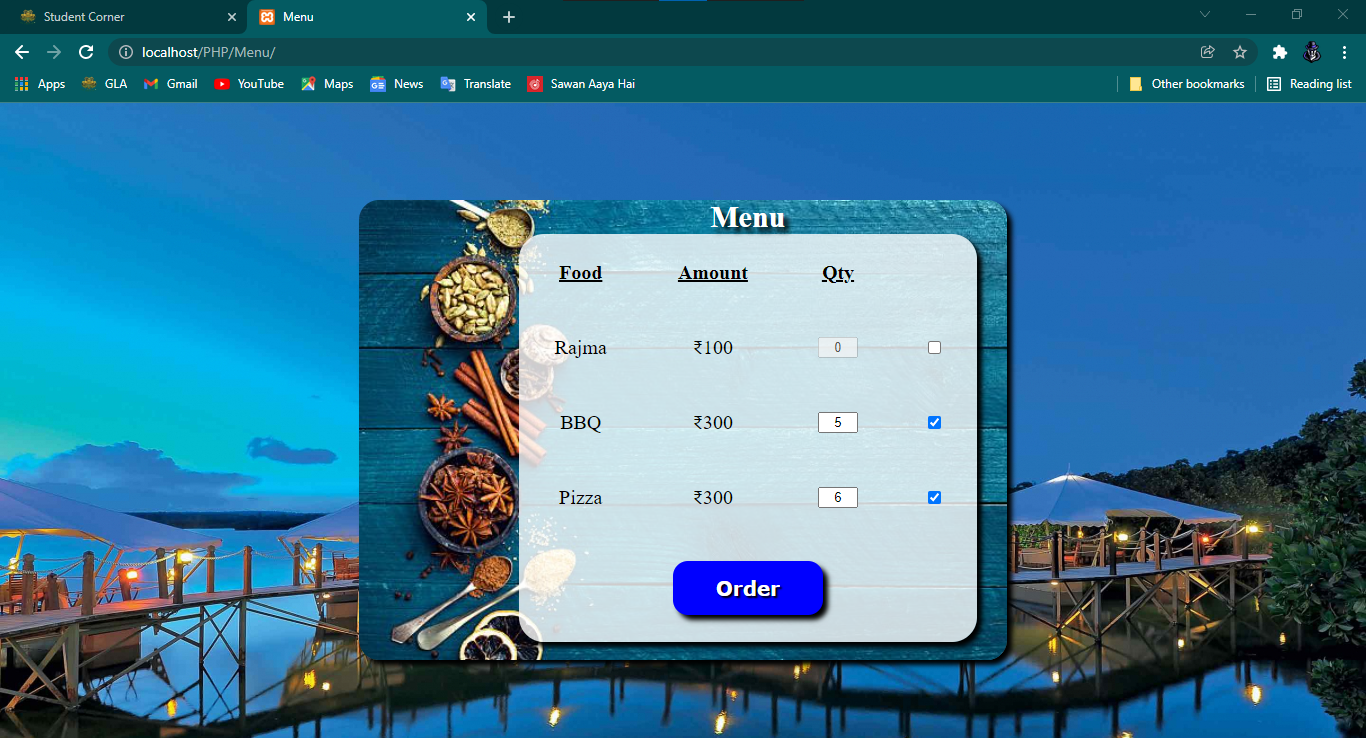 Student Corner
Menu
localhost/PHP/Menu/
Apps GLA Gmail YouTube Maps News Translate Sawan Aaya Hai Other bookmarks Reading list
Menu
Food Amount Qty
Rajma ₹100 0
BBQ ₹300 5
Pizza ₹300 6
Order